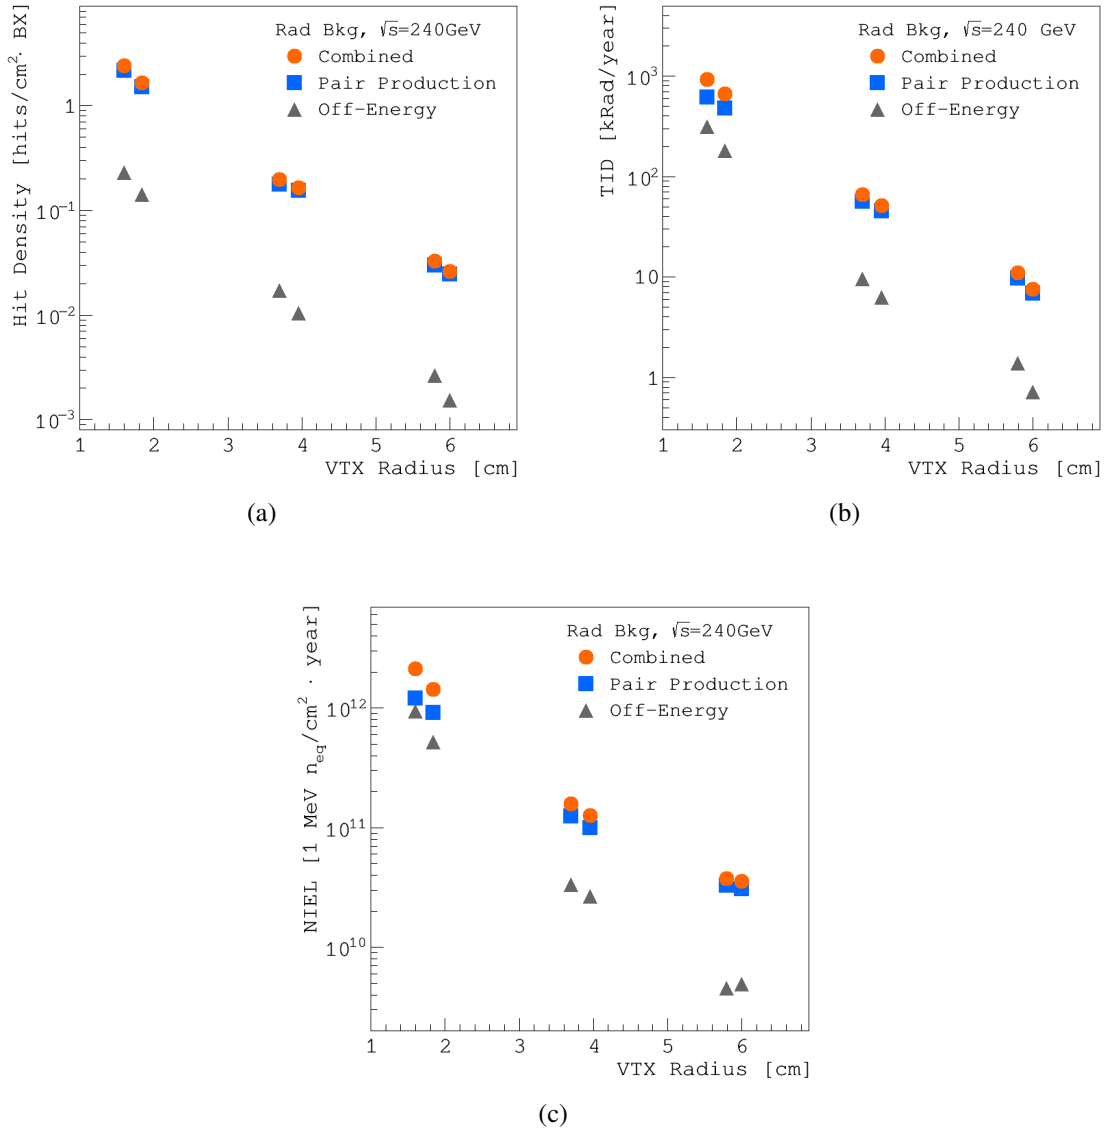 Hit Density [hits/cm²· BX]
Rad Bkg, √s=240GeV
Combined
Pair Production
Off-Energy
1
10⁻¹
10⁻²
10⁻³
1 2 3 4 5 6
VTX Radius [cm]
(a)
TID [kRad/year]
Rad Bkg, √s=240 GeV
Combined
Pair Production
Off-Energy
10³
10²
10
1
1 2 3 4 5 6
VTX Radius [cm]
(b)
NIEL [1 MeV n_eq/cm² · year]
Rad Bkg, √s=240GeV
Combined
Pair Production
Off-Energy
10¹²
10¹¹
10¹⁰
1 2 3 4 5 6
VTX Radius [cm]
(c)